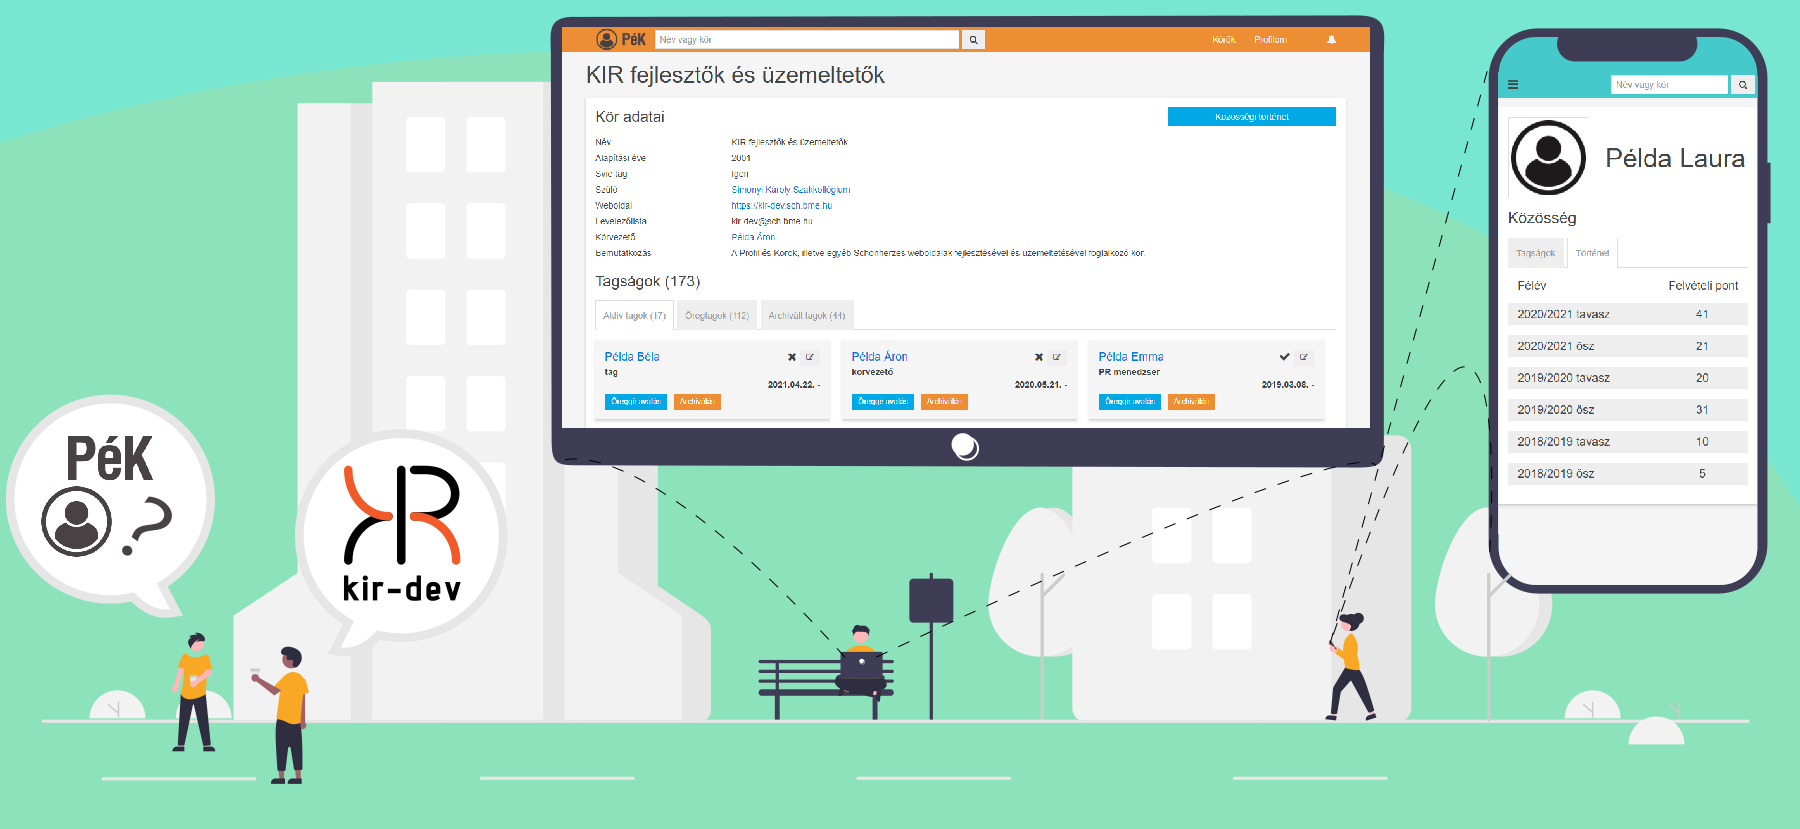 PéK
Név vagy kör
Körök
Profilom
KIR fejlesztők és üzemeltetők
Kör adatai
Közösségi történet
Név KIR fejlesztők és üzemeltetők
Alapítási éve 2001
Svie tag Igen
Szülő Simonyi Károly Szakkollégium
Weboldal https://kir-dev.sch.bme.hu
Levelezőlista kir-dev@sch.bme.hu
Körvezető Példa Áron
Bemutatkozás A Profil és Körök, illetve egyéb Schönherzes weboldalak fejlesztésével és üzemeltetésével foglalkozó kör.
Tagságok (173)
Aktív tagok (17) Öregtagok (112) Archivált tagok (44)
Példa Béla
tag
2021.04.22. -
Öreggé avatás Archiválás
Példa Áron
körvezető
2020.05.21. -
Öreggé avatás Archiválás
Példa Emma
PR menedzser
2019.03.08. -
Öreggé avatás Archiválás
Név vagy kör
Példa Laura
Közösség
Tagságok Történet
Félév Felvételi pont
2020/2021 tavasz 41
2020/2021 ősz 21
2019/2020 tavasz 20
2019/2020 ősz 31
2018/2019 tavasz 10
2018/2019 ősz 5
PéK
?
kir-dev